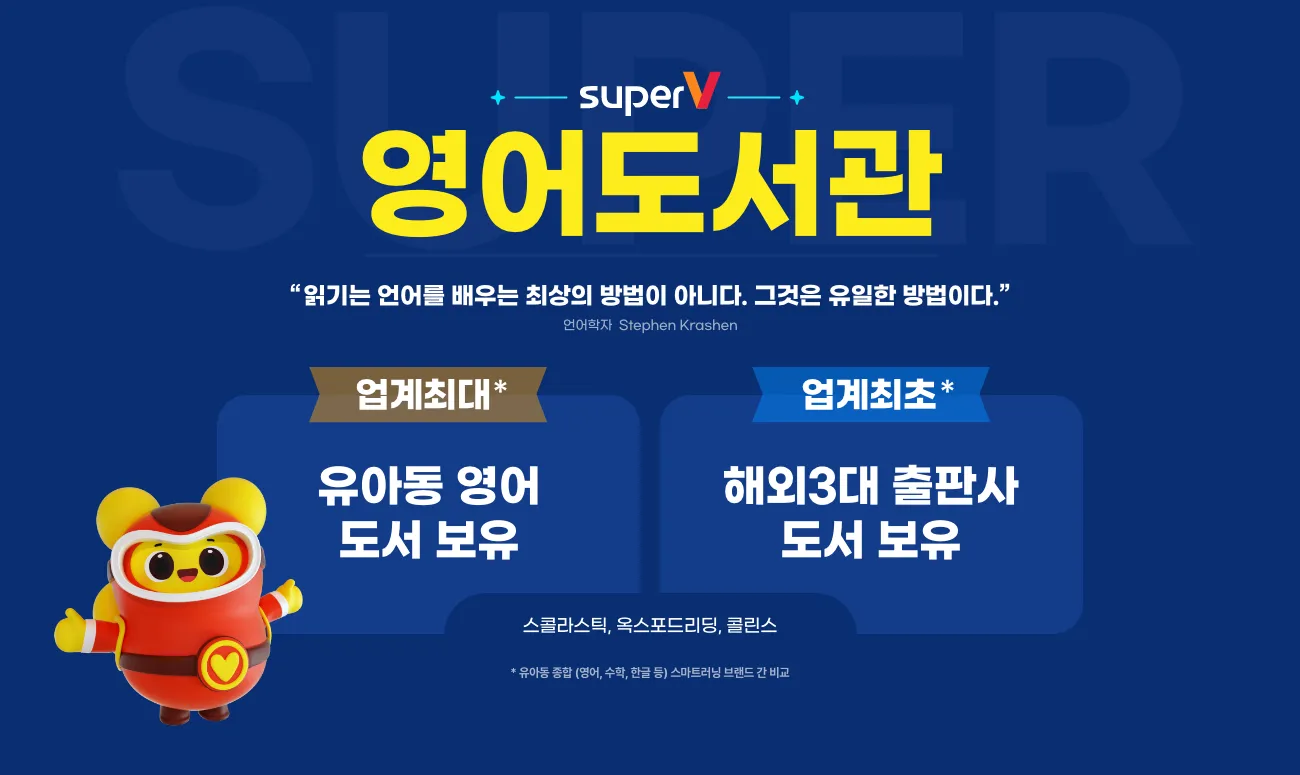 SUPER
superV
영어도서관
“읽기는 언어를 배우는 최상의 방법이 아니다. 그것은 유일한 방법이다.”
언어학자 Stephen Krashen
업계최대*
유아동 영어
도서 보유
업계최초*
해외3대 출판사
도서 보유
스콜라스틱, 옥스포드리딩, 콜린스
* 유아동 종합 (영어, 수학, 한글 등) 스마트러닝 브랜드 간 비교